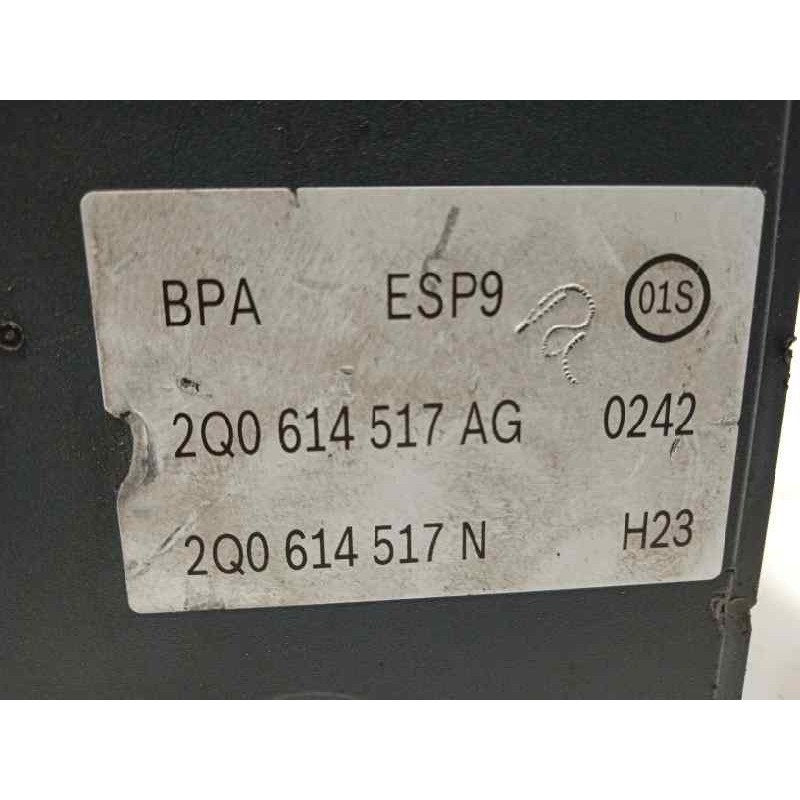 BPA ESP9 01S
2Q0 614 517 AG 0242
2Q0 614 517 N H23